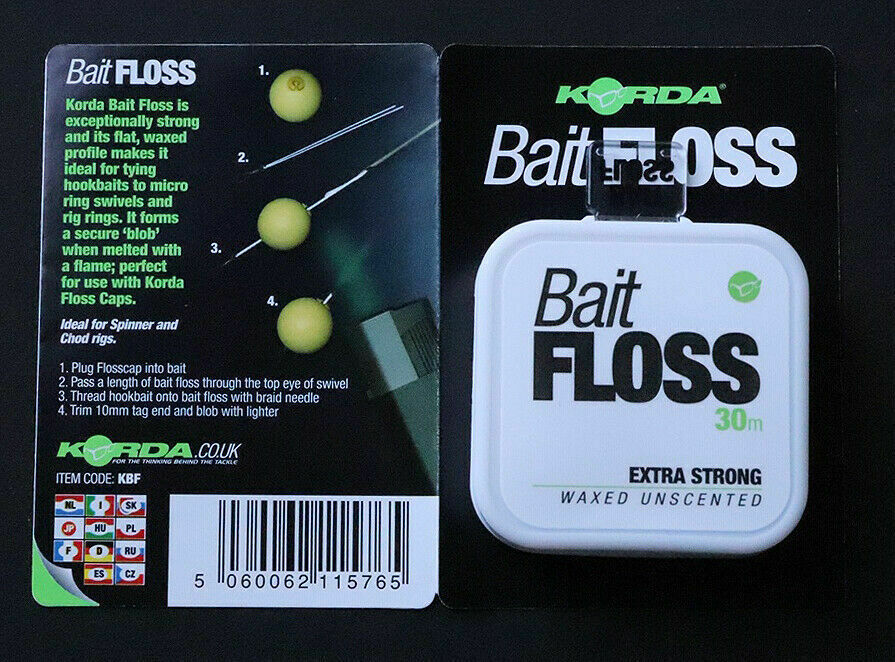 Bait FLOSS
Korda Bait Floss is
exceptionally strong
and its flat, waxed
profile makes it
ideal for tying
hookbaits to micro
ring swivels and
rig rings. It forms
a secure ‘blob’
when melted with
a flame; perfect
for use with Korda
Floss Caps.
Ideal for Spinner and
Chod rigs.
1.
2.
3.
4.
1. Plug Flosscap into bait
2. Pass a length of bait floss through the top eye of swivel
3. Thread hookbait onto bait floss with braid needle
4. Trim 10mm tag end and blob with lighter
KORDA.CO.UK
FOR THE THINKING BEHIND THE TACKLE
ITEM CODE: KBF
NL I SK
JP HU PL
F D RU
ES CZ
5 060062 115765
KORDA®
Bait FLOSS
FLOSS
Bait
FLOSS
30m
EXTRA STRONG
WAXED UNSCENTED